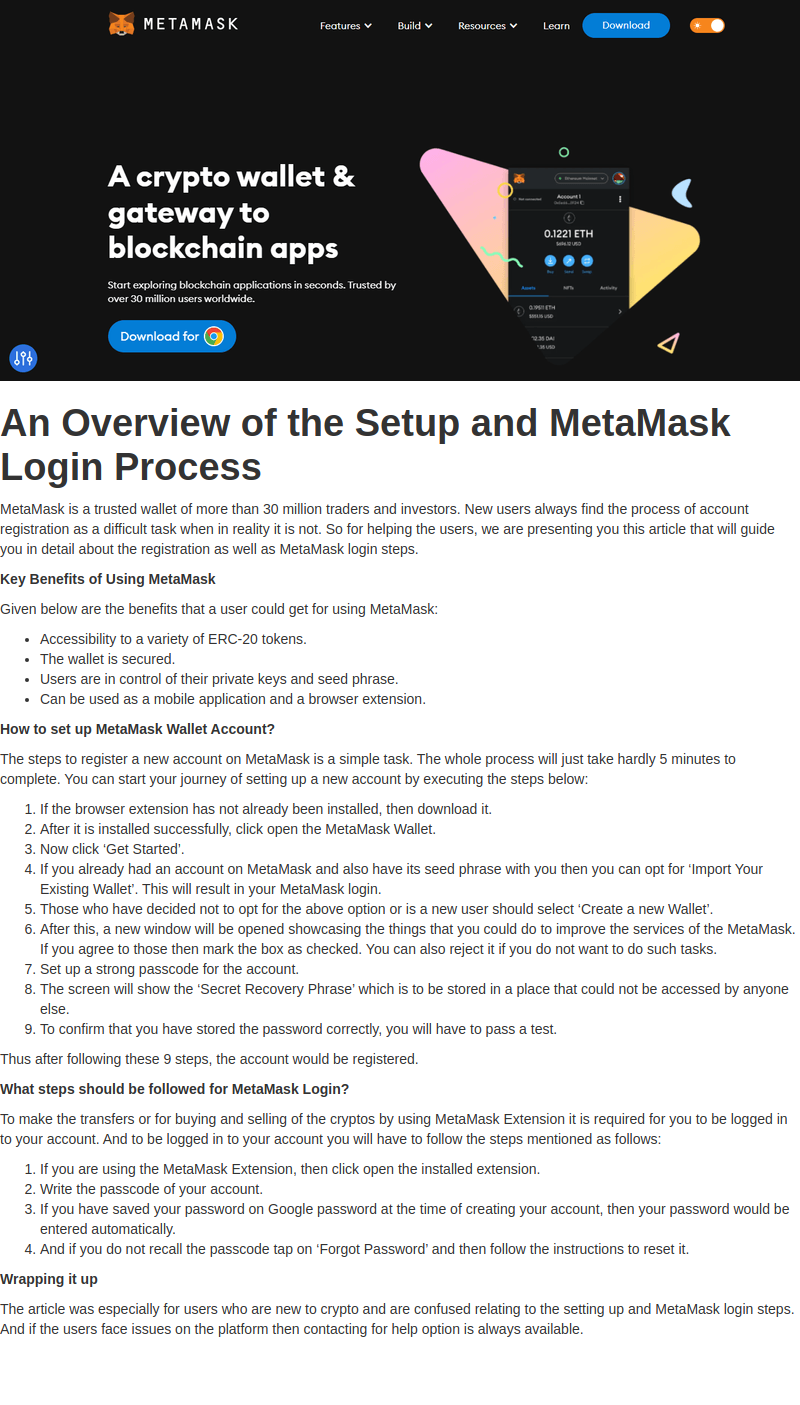 METAMASK
Features Build Resources Learn Download
A crypto wallet &
gateway to
blockchain apps
Start exploring blockchain applications in seconds. Trusted by
over 30 million users worldwide.
Download for
Ethereum Mainnet
Not connected
Account 1
0.1221 ETH
Buy Send Swap
Assets NFTs Activity
0.1951 ETH
An Overview of the Setup and MetaMask
Login Process
MetaMask is a trusted wallet of more than 30 million traders and investors. New users always find the process of account
registration as a difficult task when in reality it is not. So for helping the users, we are presenting you this article that will guide
you in detail about the registration as well as MetaMask login steps.
Key Benefits of Using MetaMask
Given below are the benefits that a user could get for using MetaMask:
• Accessibility to a variety of ERC-20 tokens.
• The wallet is secured.
• Users are in control of their private keys and seed phrase.
• Can be used as a mobile application and a browser extension.
How to set up MetaMask Wallet Account?
The steps to register a new account on MetaMask is a simple task. The whole process will just take hardly 5 minutes to
complete. You can start your journey of setting up a new account by executing the steps below:
1. If the browser extension has not already been installed, then download it.
2. After it is installed successfully, click open the MetaMask Wallet.
3. Now click ‘Get Started’.
4. If you already had an account on MetaMask and also have its seed phrase with you then you can opt for ‘Import Your
Existing Wallet’. This will result in your MetaMask login.
5. Those who have decided not to opt for the above option or is a new user should select ‘Create a new Wallet’.
6. After this, a new window will be opened showcasing the things that you could do to improve the services of the MetaMask.
If you agree to those then mark the box as checked. You can also reject it if you do not want to do such tasks.
7. Set up a strong passcode for the account.
8. The screen will show the ‘Secret Recovery Phrase’ which is to be stored in a place that could not be accessed by anyone
else.
9. To confirm that you have stored the password correctly, you will have to pass a test.
Thus after following these 9 steps, the account would be registered.
What steps should be followed for MetaMask Login?
To make the transfers or for buying and selling of the cryptos by using MetaMask Extension it is required for you to be logged in
to your account. And to be logged in to your account you will have to follow the steps mentioned as follows:
1. If you are using the MetaMask Extension, then click open the installed extension.
2. Write the passcode of your account.
3. If you have saved your password on Google password at the time of creating your account, then your password would be
entered automatically.
4. And if you do not recall the passcode tap on ‘Forgot Password’ and then follow the instructions to reset it.
Wrapping it up
The article was especially for users who are new to crypto and are confused relating to the setting up and MetaMask login steps.
And if the users face issues on the platform then contacting for help option is always available.